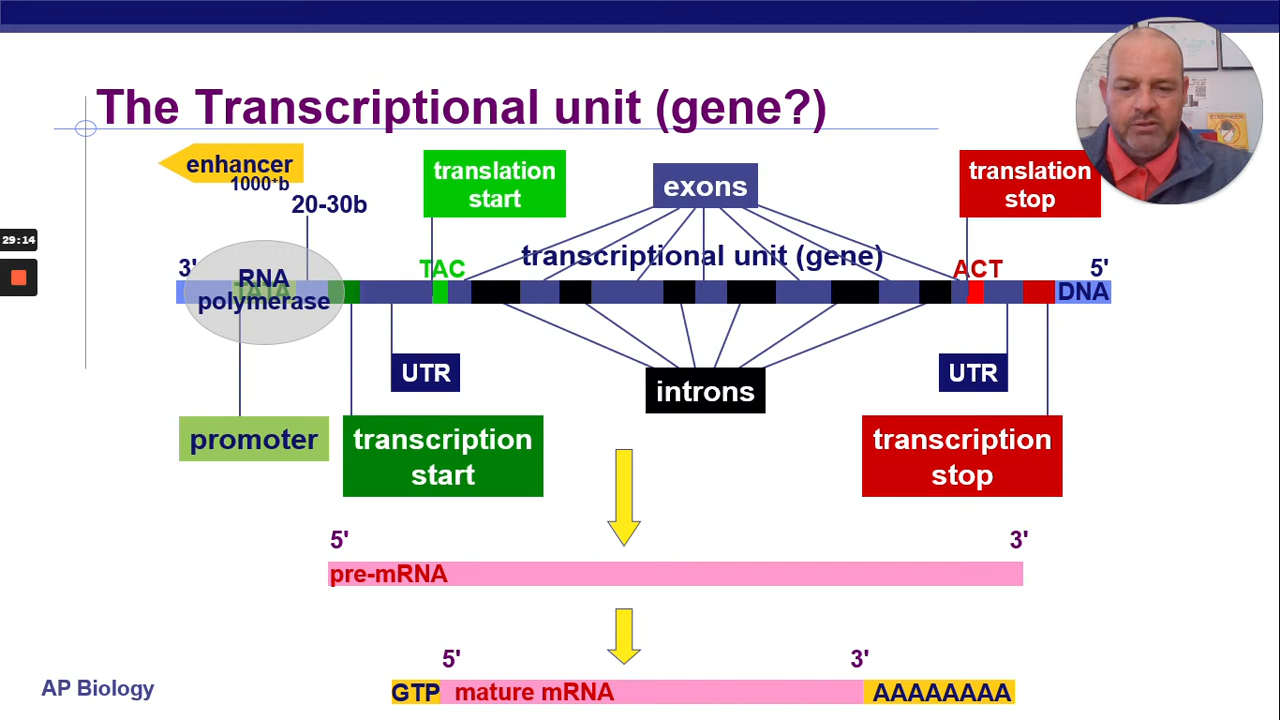 The Transcriptional unit (gene?)
enhancer
1000+b
20-30b
translation
start
exons
translation
stop
transcriptional unit (gene)
3'
RNA
polymerase
TATA
TAC
ACT
5'
DNA
UTR
introns
UTR
promoter
transcription
start
transcription
stop
5'
3'
pre-mRNA
5'
3'
GTP
mature mRNA
AAAAAAAA
AP Biology
29:14